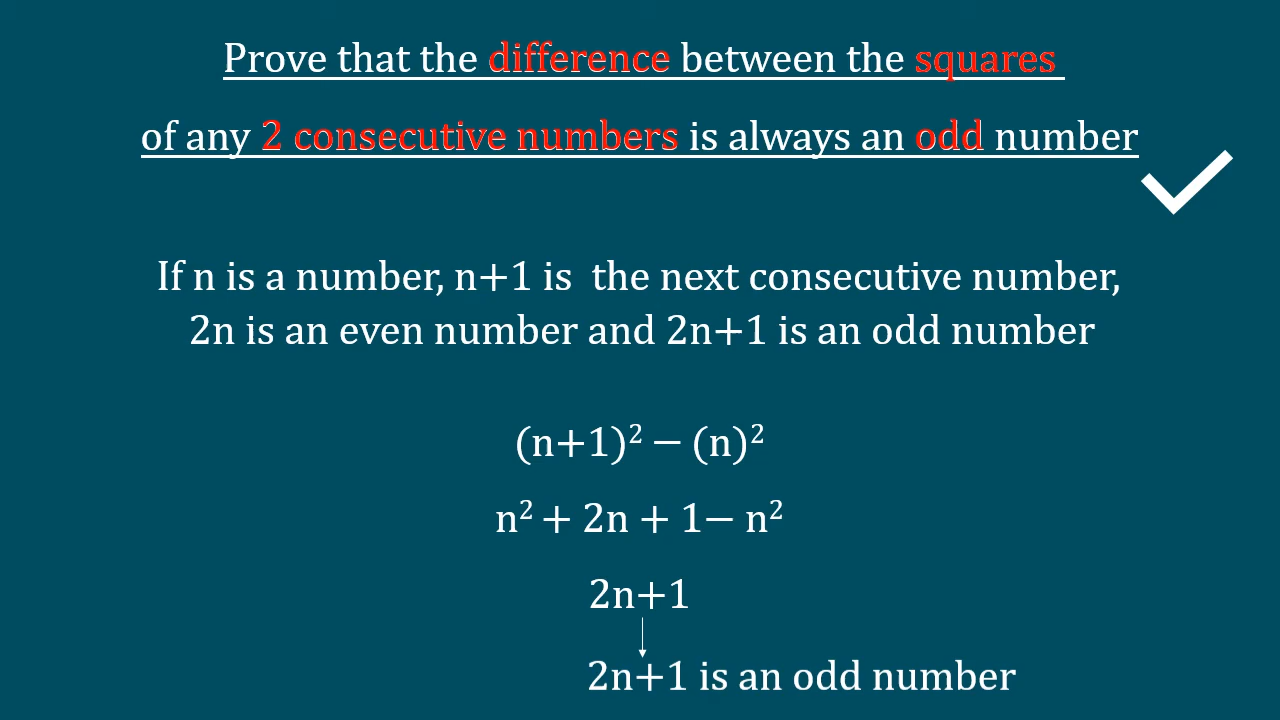 Prove that the difference between the squares
of any 2 consecutive numbers is always an odd number
If n is a number, n+1 is  the next consecutive number,
2n is an even number and 2n+1 is an odd number
(n+1)² − (n)²
n² + 2n + 1− n²
2n+1
2n+1 is an odd number